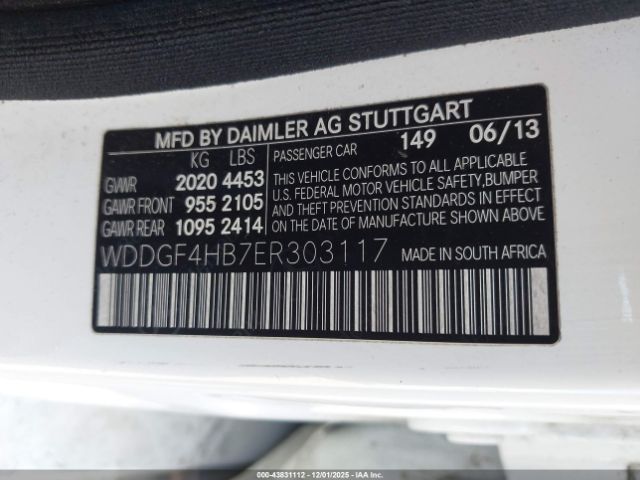 MFD BY DAIMLER AG STUTTGART
KG LBS PASSENGER CAR 149 06/13
GVWR 2020 4453
GAWR FRONT 955 2105
GAWR REAR 1095 2414
THIS VEHICLE CONFORMS TO ALL APPLICABLE
U.S. FEDERAL MOTOR VEHICLE SAFETY, BUMPER
AND THEFT PREVENTION STANDARDS IN EFFECT
ON THE DATE OF MANUFACTURE SHOWN ABOVE.
WDDGF4HB7ER303117 MADE IN SOUTH AFRICA
000-43831112 - 12/01/2025 - IAA